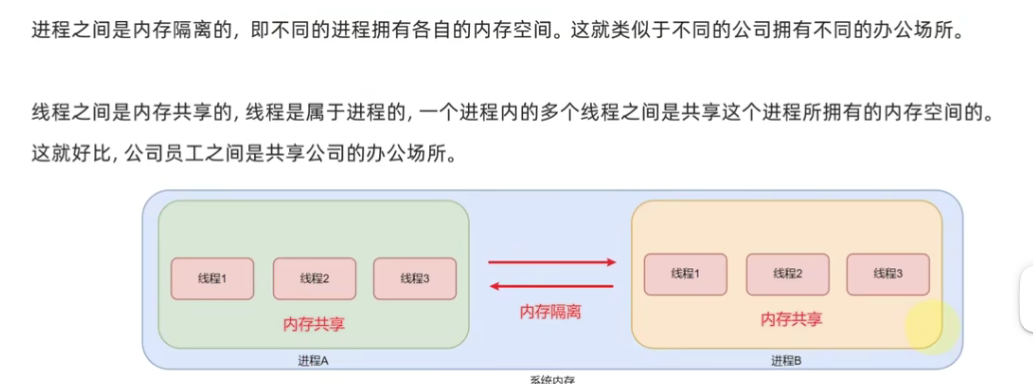 进程之间是内存隔离的, 即不同的进程拥有各自的内存空间。这就类似于不同的公司拥有不同的办公场所。
线程之间是内存共享的, 线程是属于进程的, 一个进程内的多个线程之间是共享这个进程所拥有的内存空间的。
这就好比, 公司员工之间是共享公司的办公场所。
线程1 线程2 线程3 线程1 线程2 线程3
内存共享 内存隔离 内存共享
进程A 进程B
系统内存